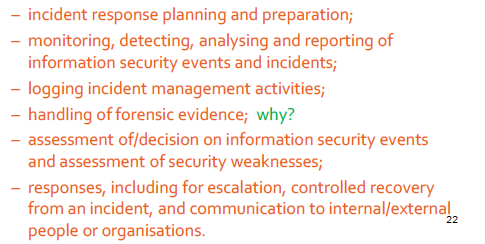 – incident response planning and preparation;
– monitoring, detecting, analysing and reporting of
information security events and incidents;
– logging incident management activities;
– handling of forensic evidence; why?
– assessment of/decision on information security events
and assessment of security weaknesses;
– responses, including for escalation, controlled recovery
from an incident, and communication to internal/external
22
people or organisations.